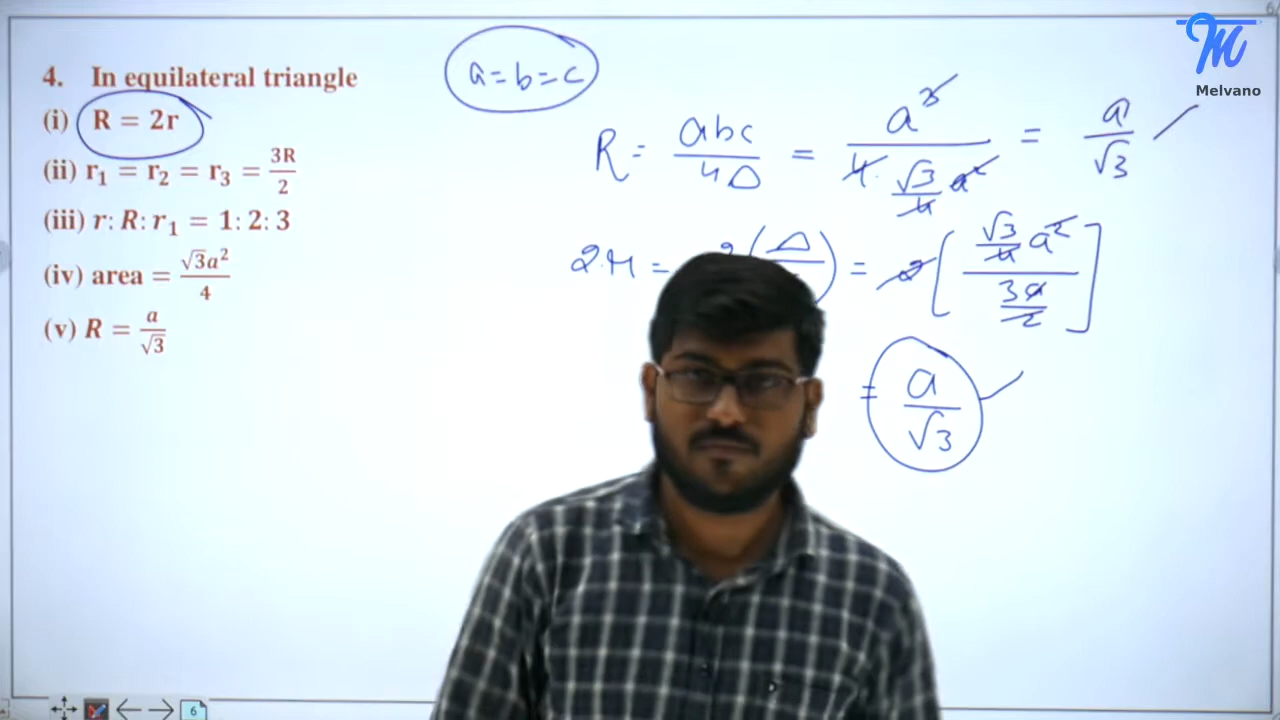 4. In equilateral triangle
(i) R = 2r
(ii) r₁ = r₂ = r₃ = 3R/2
(iii) r: R: r₁ = 1: 2: 3
(iv) area = √3a²/4
(v) R = a/√3
a = b = c
R = abc/4Δ = a³/(4·(√3/4)a²) = a/√3
2r = 2(Δ/ ) = 2[(√3/4)a²/(3a/2)]
= a/√3
Melvano
6